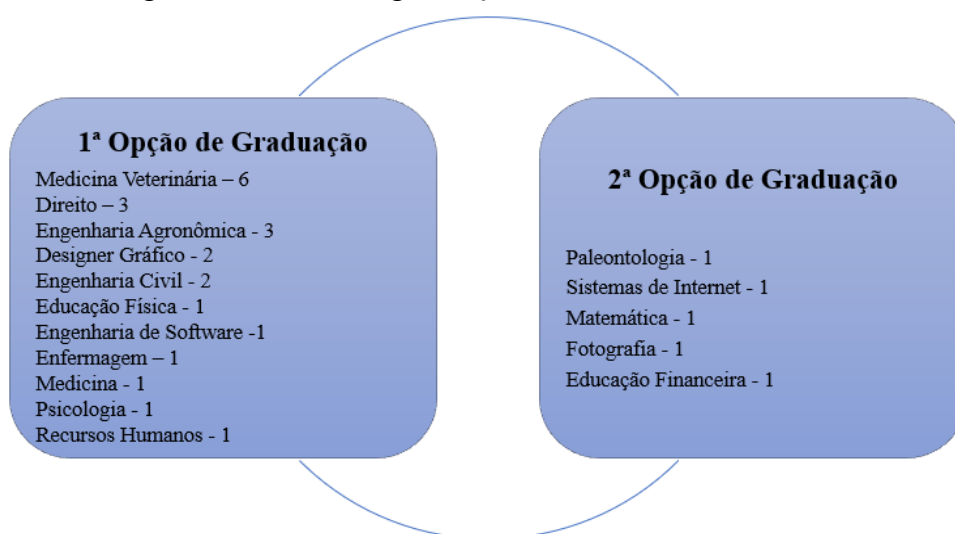 1ª Opção de Graduação
Medicina Veterinária – 6
Direito – 3
Engenharia Agronômica - 3
Designer Gráfico - 2
Engenharia Civil - 2
Educação Física - 1
Engenharia de Software -1
Enfermagem – 1
Medicina - 1
Psicologia - 1
Recursos Humanos - 1
2ª Opção de Graduação
Paleontologia - 1
Sistemas de Internet - 1
Matemática - 1
Fotografia - 1
Educação Financeira - 1